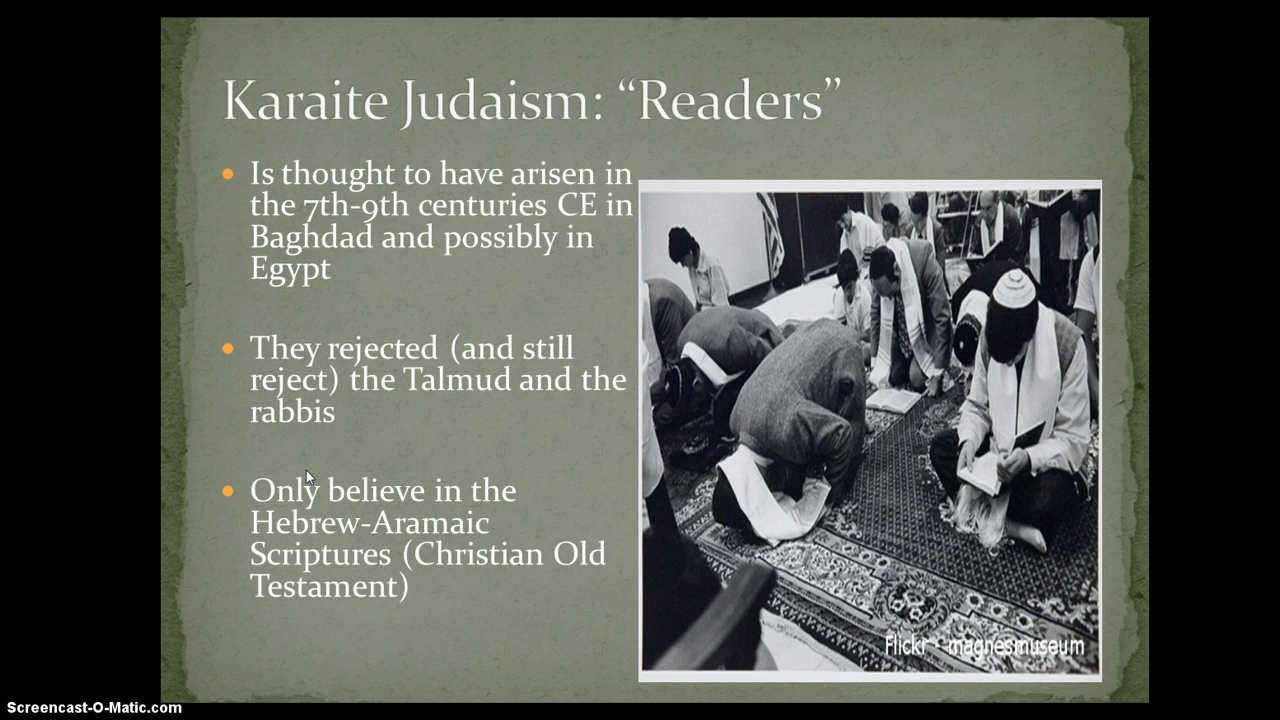 Karaite Judaism: “Readers”
Is thought to have arisen in
the 7th-9th centuries CE in
Baghdad and possibly in
Egypt
They rejected (and still
reject) the Talmud and the
rabbis
Only believe in the
Hebrew-Aramaic
Scriptures (Christian Old
Testament)
Flickr - magnesmuseum
Screencast-O-Matic.com